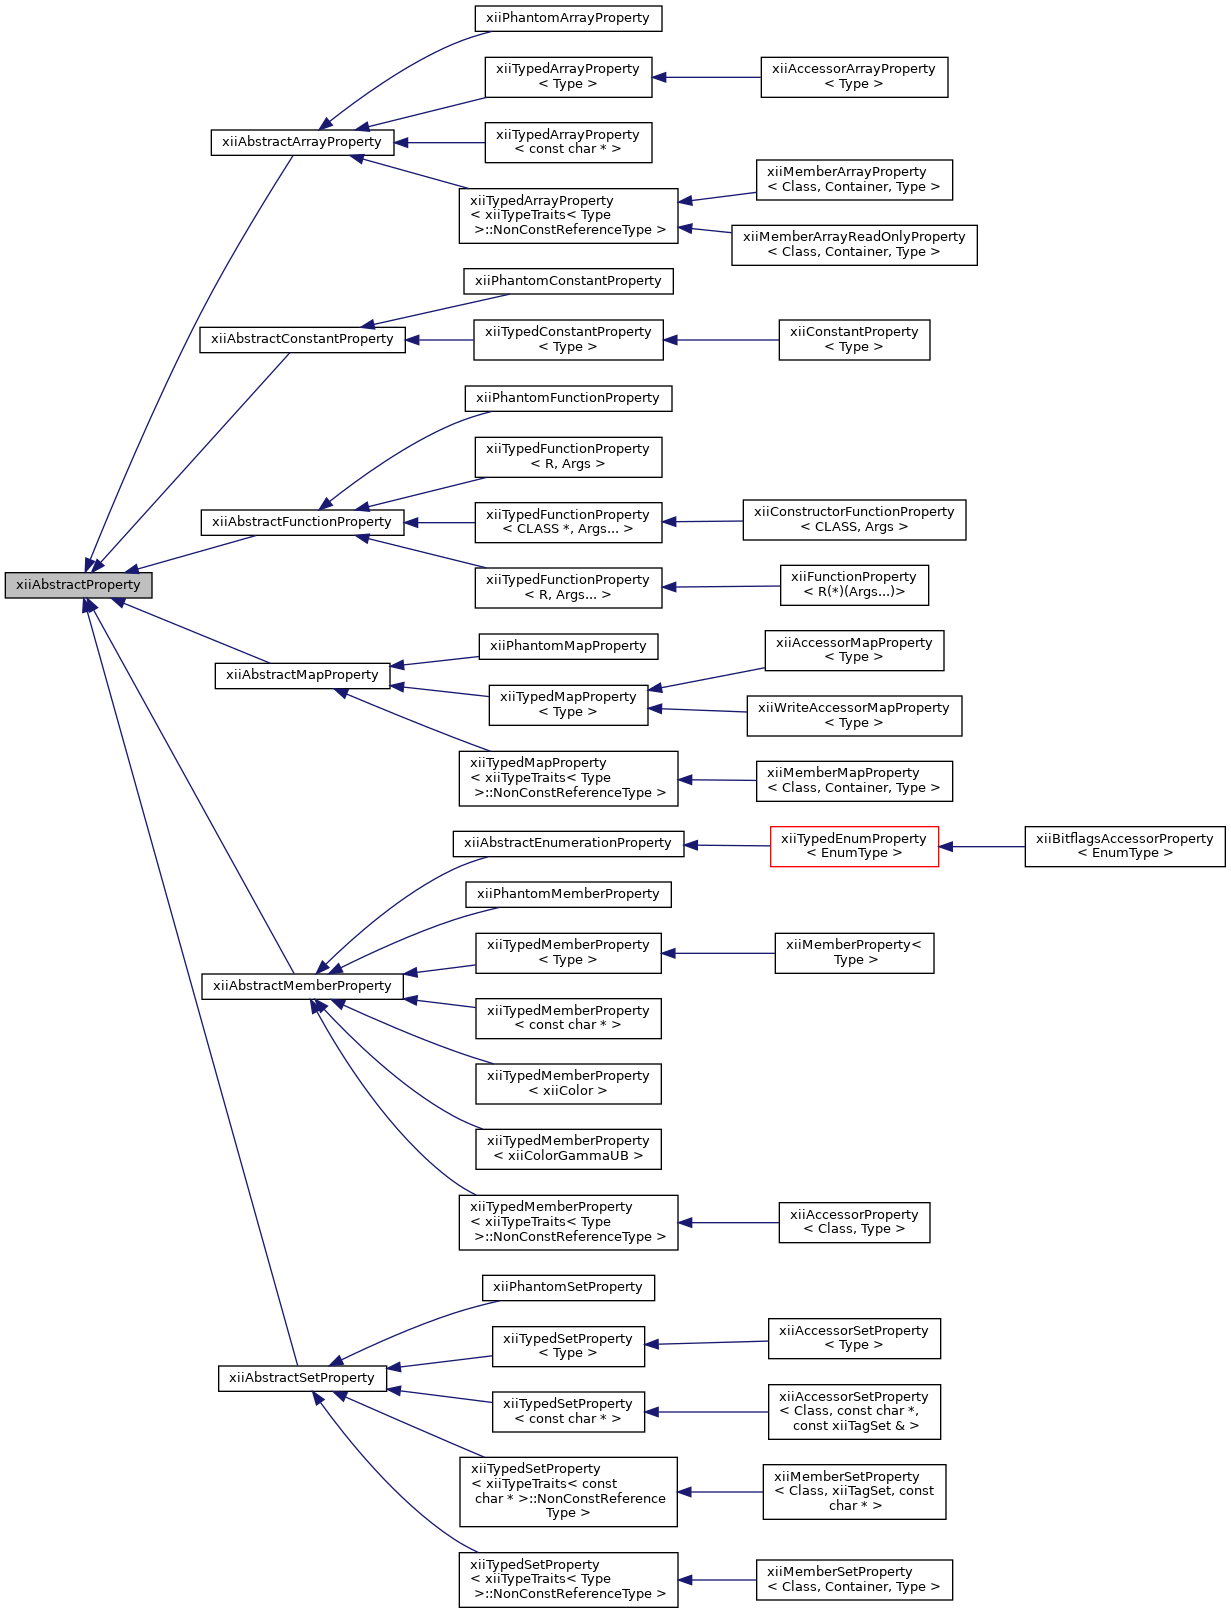 xiiPhantomArrayProperty
xiiTypedArrayProperty
< Type >
xiiAccessorArrayProperty
< Type >
xiiAbstractArrayProperty
xiiTypedArrayProperty
< const char * >
xiiMemberArrayProperty
< Class, Container, Type >
xiiTypedArrayProperty
< xiiTypeTraits< Type
>::NonConstReferenceType >
xiiMemberArrayReadOnlyProperty
< Class, Container, Type >
xiiPhantomConstantProperty
xiiAbstractConstantProperty
xiiTypedConstantProperty
< Type >
xiiConstantProperty
< Type >
xiiPhantomFunctionProperty
xiiTypedFunctionProperty
< R, Args >
xiiAbstractFunctionProperty
xiiTypedFunctionProperty
< CLASS *, Args... >
xiiConstructorFunctionProperty
< CLASS, Args >
xiiAbstractProperty
xiiTypedFunctionProperty
< R, Args... >
xiiFunctionProperty
< R(*)(Args...)>
xiiPhantomMapProperty
xiiAccessorMapProperty
< Type >
xiiAbstractMapProperty
xiiTypedMapProperty
< Type >
xiiWriteAccessorMapProperty
< Type >
xiiTypedMapProperty
< xiiTypeTraits< Type
>::NonConstReferenceType >
xiiMemberMapProperty
< Class, Container, Type >
xiiAbstractEnumerationProperty
xiiTypedEnumProperty
< EnumType >
xiiBitflagsAccessorProperty
< EnumType >
xiiPhantomMemberProperty
xiiTypedMemberProperty
< Type >
xiiMemberProperty<
Type >
xiiAbstractMemberProperty
xiiTypedMemberProperty
< const char * >
xiiTypedMemberProperty
< xiiColor >
xiiTypedMemberProperty
< xiiColorGammaUB >
xiiTypedMemberProperty
< xiiTypeTraits< Type
>::NonConstReferenceType >
xiiAccessorProperty
< Class, Type >
xiiPhantomSetProperty
xiiTypedSetProperty
< Type >
xiiAccessorSetProperty
< Type >
xiiAbstractSetProperty
xiiTypedSetProperty
< const char * >
xiiAccessorSetProperty
< Class, const char *,
const xiiTagSet & >
xiiTypedSetProperty
< xiiTypeTraits< const
char * >::NonConstReference
Type >
xiiMemberSetProperty
< Class, xiiTagSet, const
char * >
xiiTypedSetProperty
< xiiTypeTraits< Type
>::NonConstReferenceType >
xiiMemberSetProperty
< Class, Container, Type >